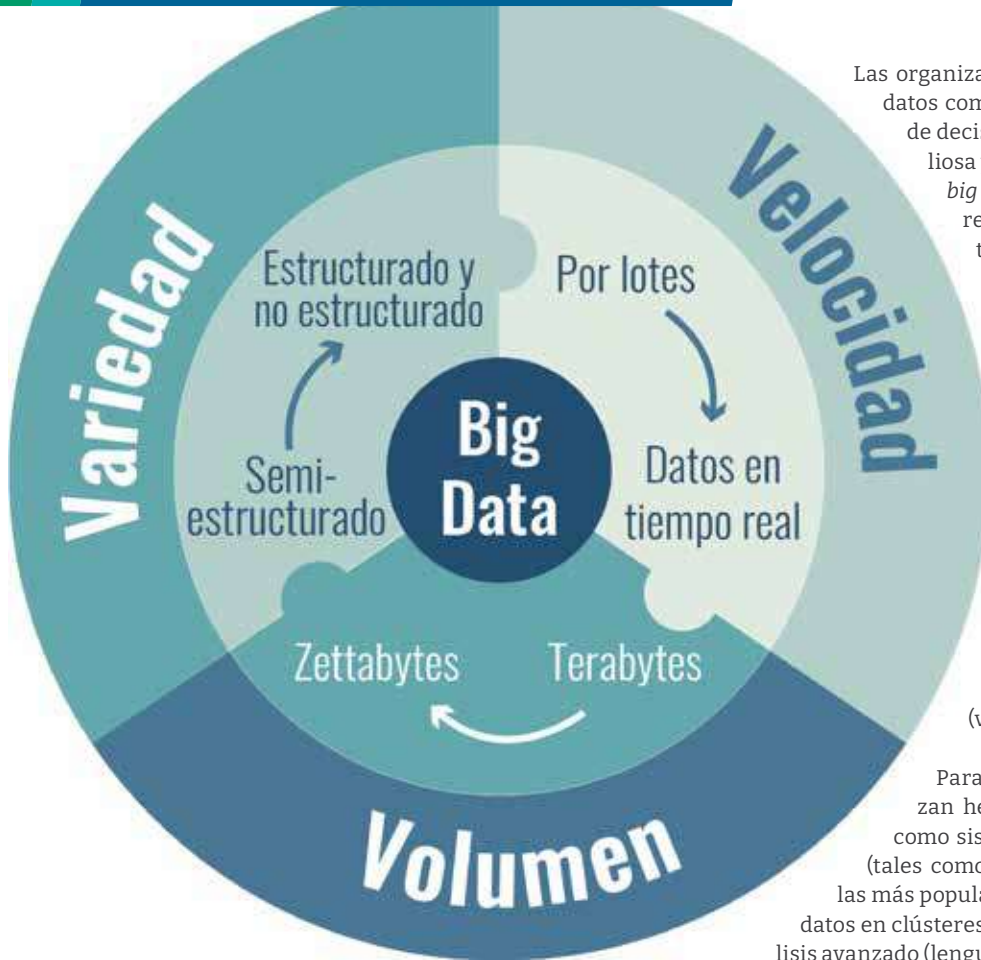 Variedad
Velocidad
Volumen
Big
Data
Estructurado y
no estructurado
Semi-
estructurado
Por lotes
Datos en
tiempo real
Zettabytes
Terabytes
Las organiza
datos com
de decis
liosa
big
re
t
(v
Para
zan he
como sis
(tales como
las más popula
datos en clústeres
lisis avanzado (lengu